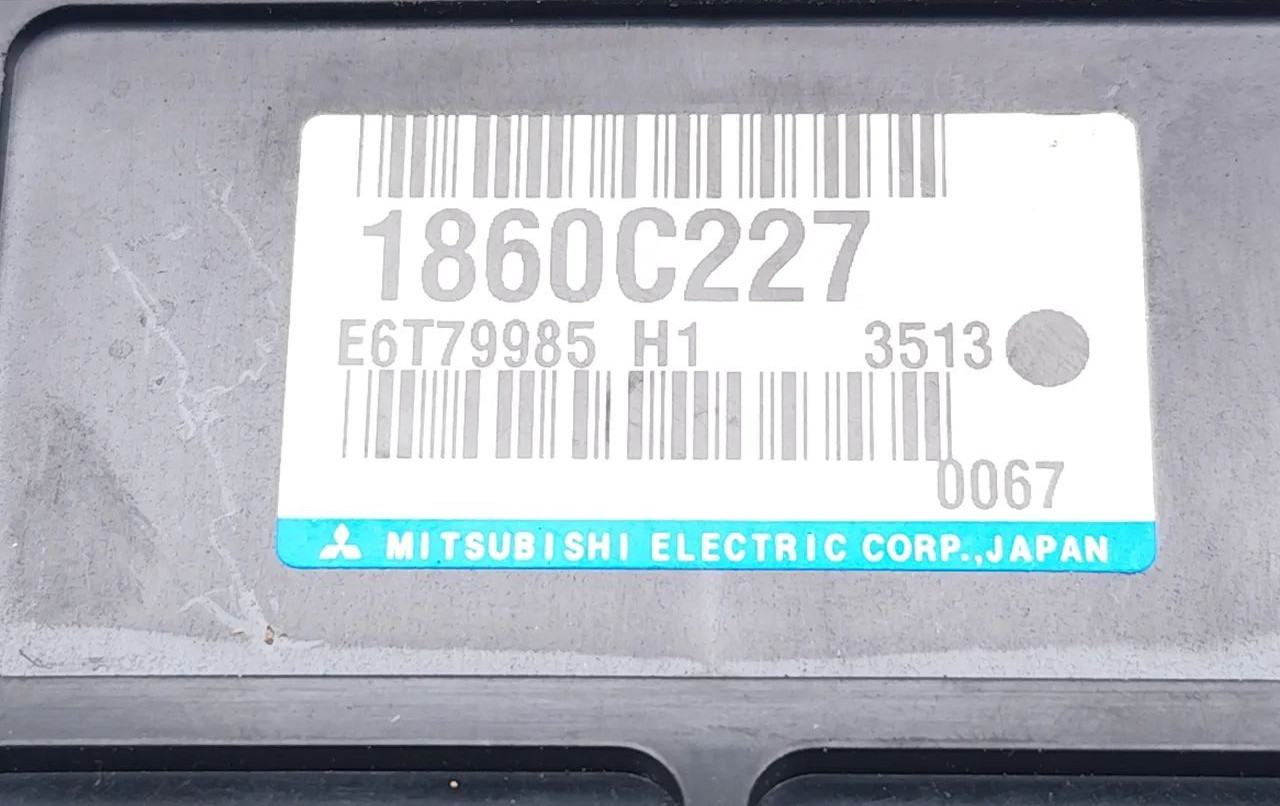 1860C227
E6T79985 H1 3513
0067
MITSUBISHI ELECTRIC CORP.,JAPAN